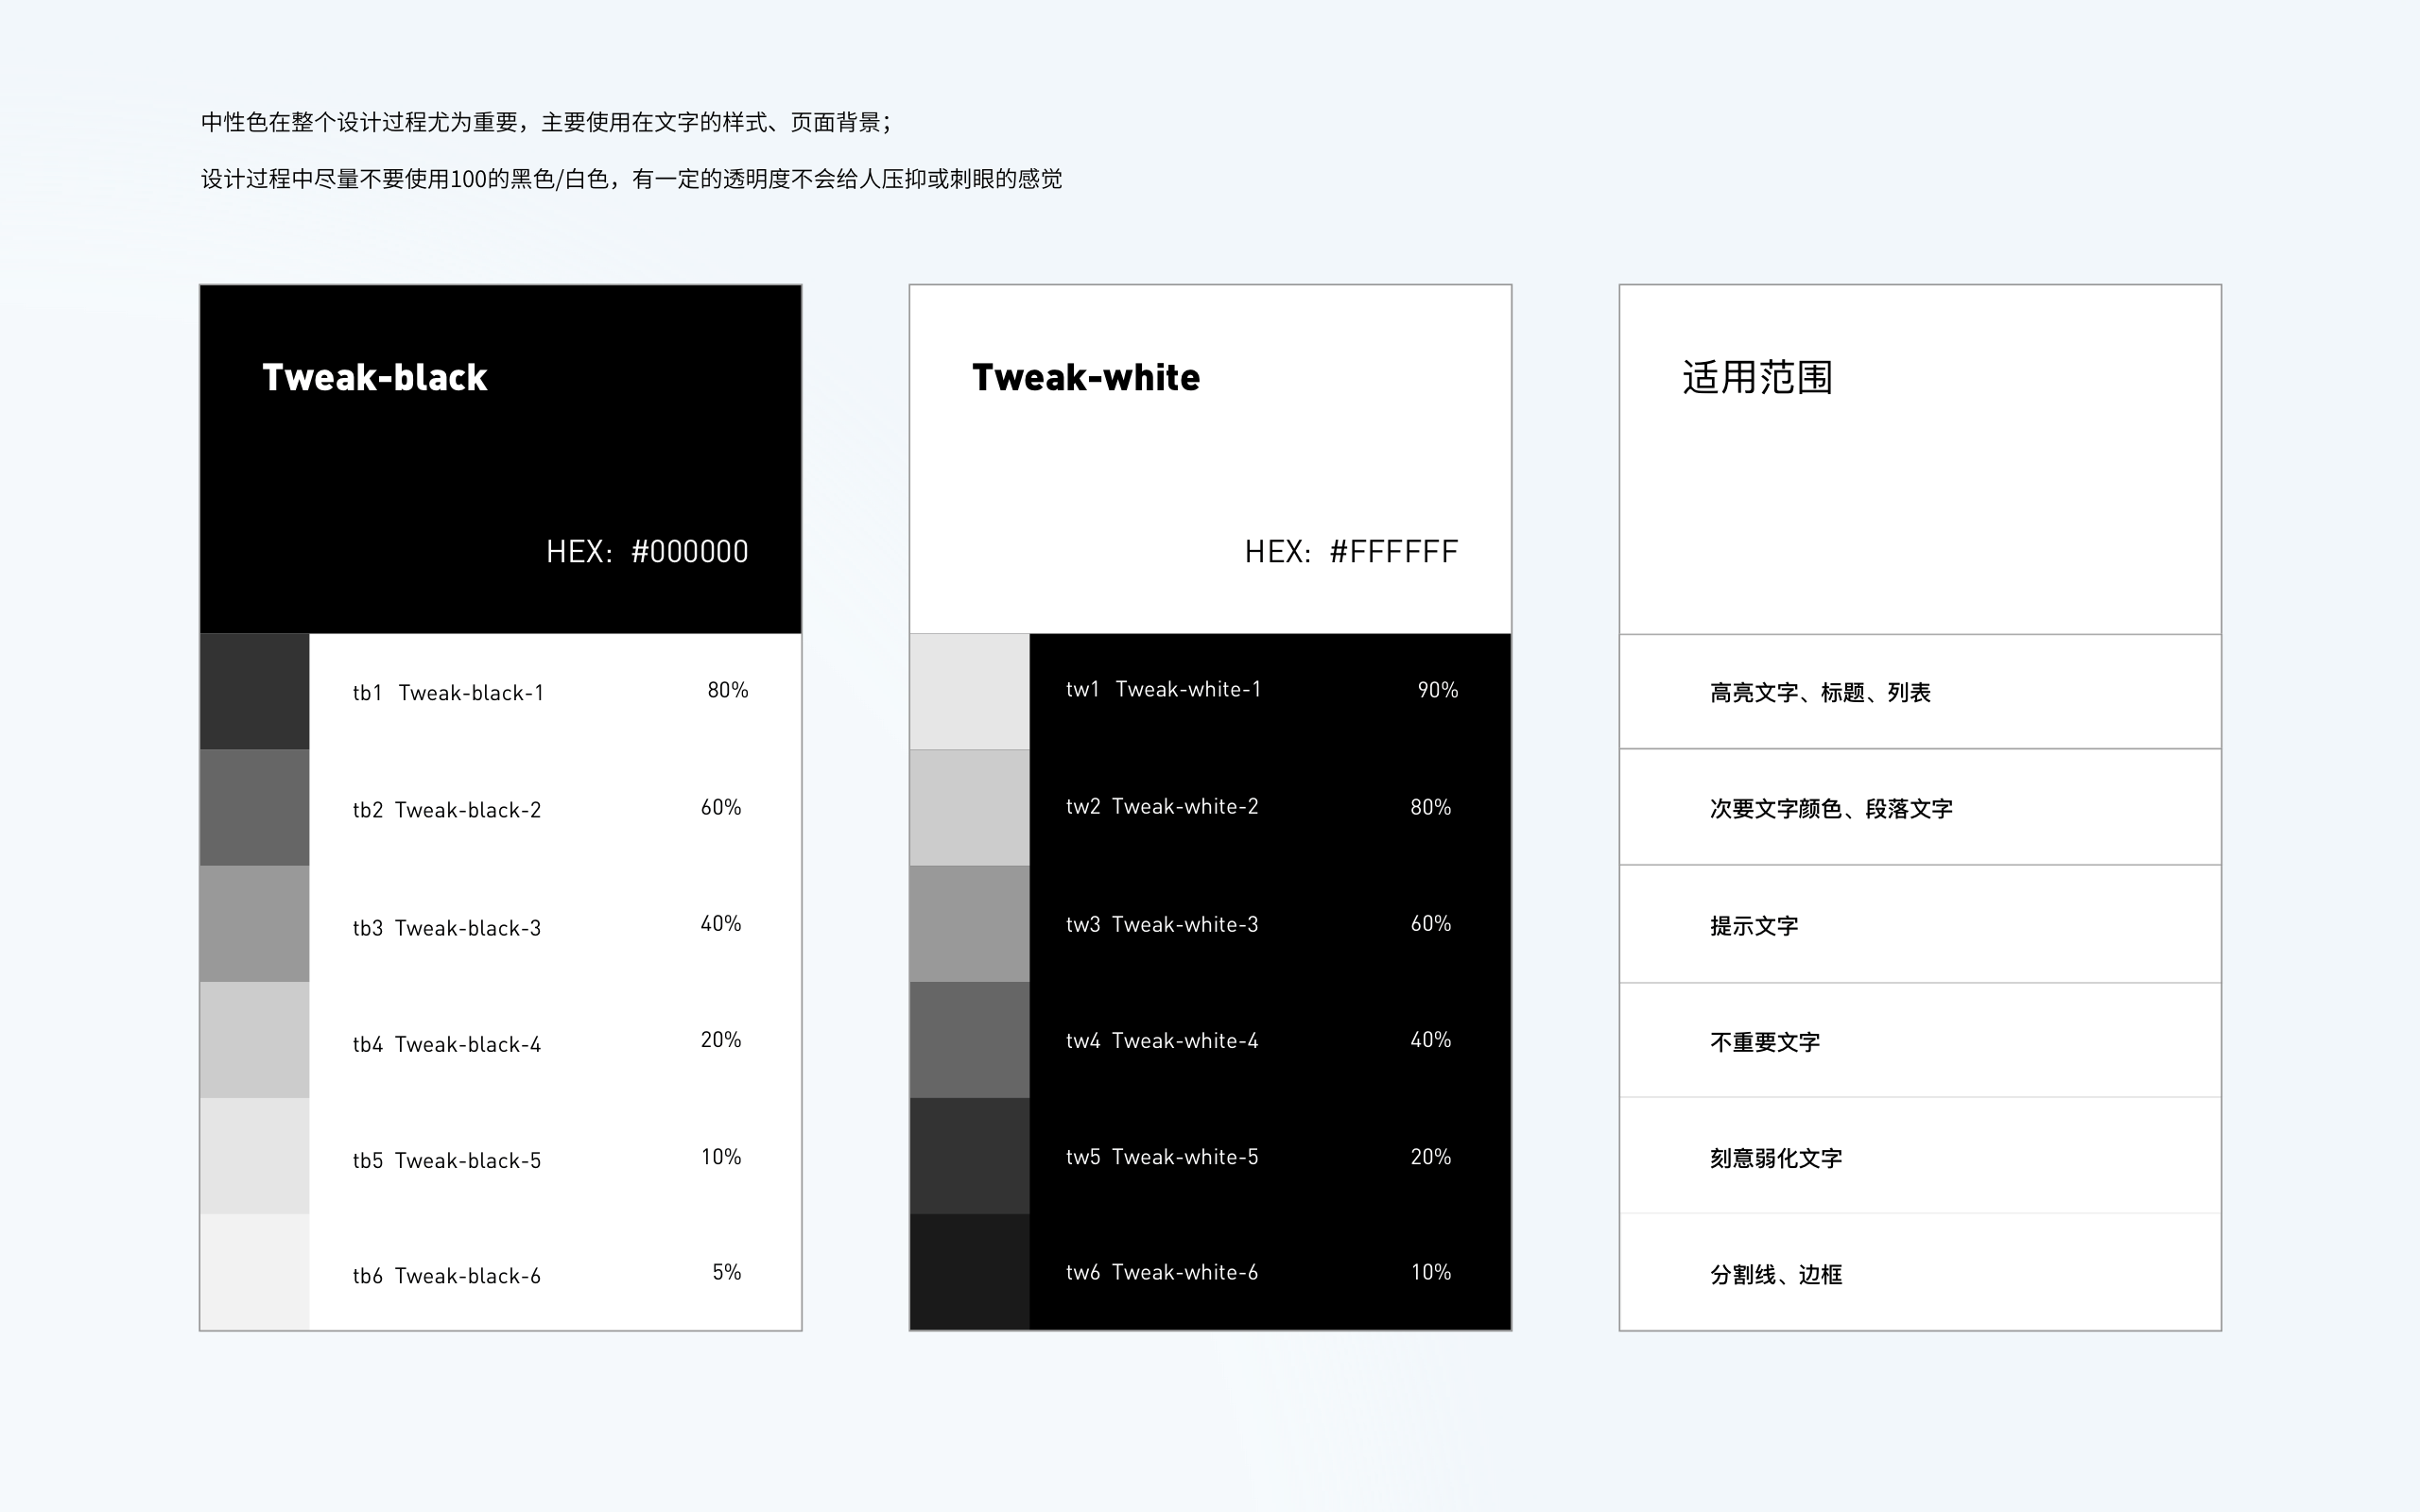 中性色在整个设计过程尤为重要，主要使用在文字的样式、页面背景；
设计过程中尽量不要使用100的黑色/白色，有一定的透明度不会给人压抑或刺眼的感觉
Tweak-black
HEX: #000000
tb1 Tweak-black-1 80%
tb2 Tweak-black-2 60%
tb3 Tweak-black-3 40%
tb4 Tweak-black-4 20%
tb5 Tweak-black-5 10%
tb6 Tweak-black-6 5%
Tweak-white
HEX: #FFFFFF
tw1 Tweak-white-1 90%
tw2 Tweak-white-2 80%
tw3 Tweak-white-3 60%
tw4 Tweak-white-4 40%
tw5 Tweak-white-5 20%
tw6 Tweak-white-6 10%
适用范围
高亮文字、标题、列表
次要文字颜色、段落文字
提示文字
不重要文字
刻意弱化文字
分割线、边框